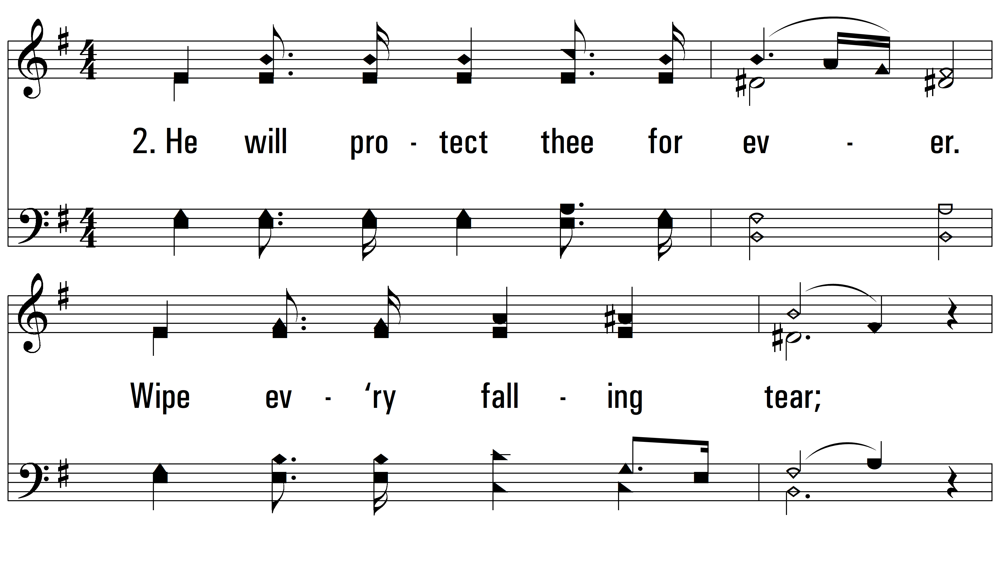 2. He will pro - tect thee for ev - er.
Wipe ev - ‘ry fall - ing tear;